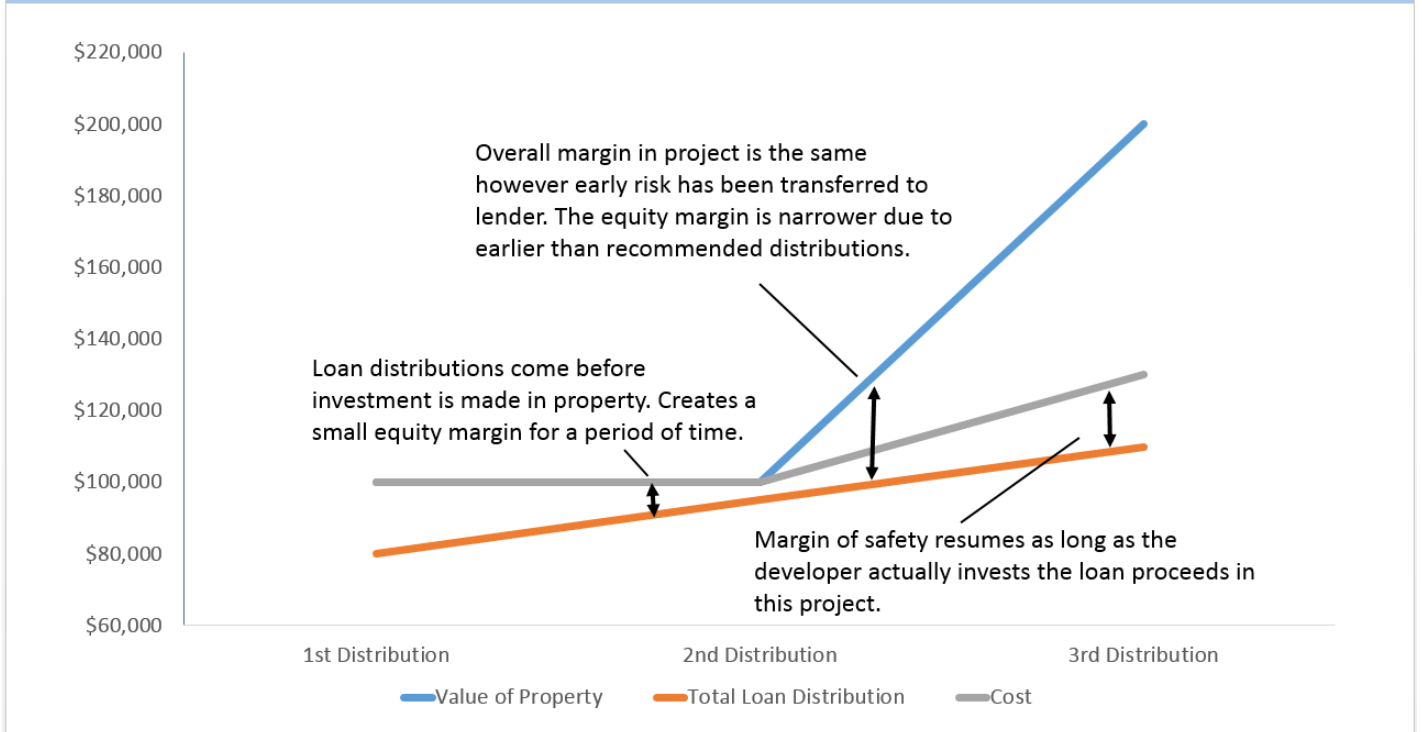 $220,000
$200,000
$180,000
$160,000
$140,000
$120,000
$100,000
$80,000
$60,000
Overall margin in project is the same
however early risk has been transferred to
lender. The equity margin is narrower due to
earlier than recommended distributions.
Loan distributions come before
investment is made in property. Creates a
small equity margin for a period of time.
Margin of safety resumes as long as the
developer actually invests the loan proceeds in
this project.
1st Distribution
2nd Distribution
3rd Distribution
Value of Property
Total Loan Distribution
Cost